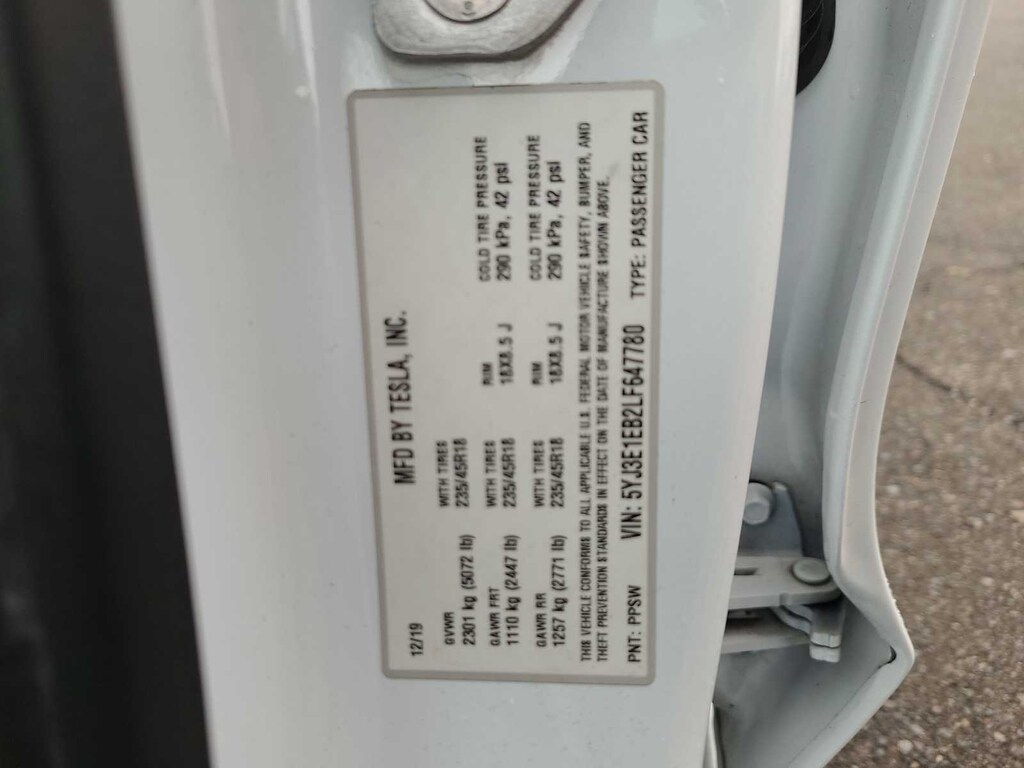 MFD BY TESLA, INC.
12/19
GVWR WITH TIRES
2301 kg (5072 lb) 235/45R18
GAWR FRT WITH TIRES RIM COLD TIRE PRESSURE
1110 kg (2447 lb) 235/45R18 18X8.5 J 290 kPa, 42 psi
GAWR RR WITH TIRES RIM COLD TIRE PRESSURE
1257 kg (2771 lb) 235/45R18 18X8.5 J 290 kPa, 42 psi
THIS VEHICLE CONFORMS TO ALL APPLICABLE U.S. FEDERAL MOTOR VEHICLE SAFETY, BUMPER, AND
THEFT PREVENTION STANDARDS IN EFFECT ON THE DATE OF MANUFACTURE SHOWN ABOVE.
PNT: PPSW VIN: 5YJ3E1EB2LF647780 TYPE: PASSENGER CAR